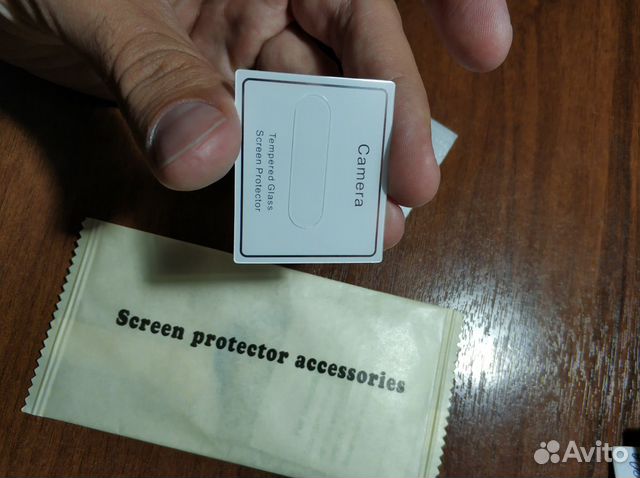 Camera
Tempered Glass
Screen Protector
Screen protector accessories
Avito